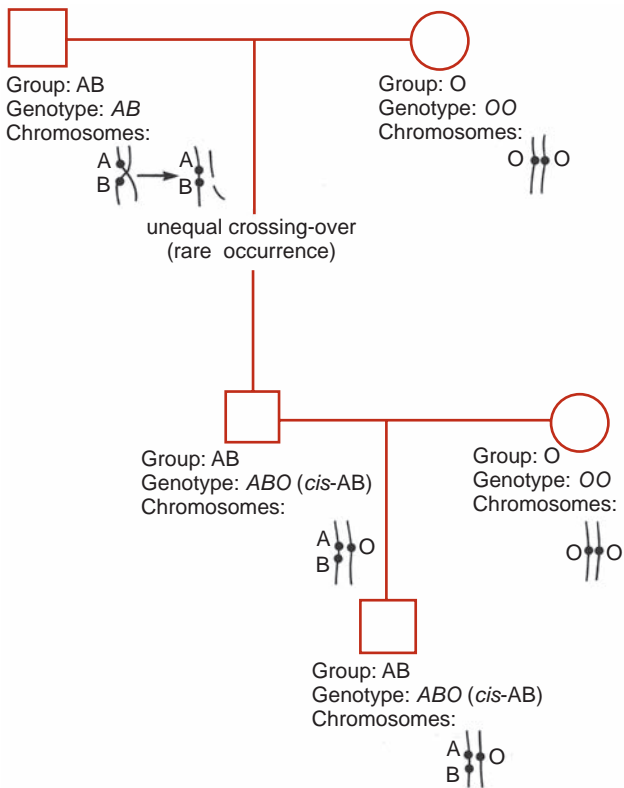 Group: AB
Genotype: AB
Chromosomes:
A
B
A
B
Group: O
Genotype: OO
Chromosomes:
O O
unequal crossing-over
(rare occurrence)
Group: AB
Genotype: ABO (cis-AB)
Chromosomes:
A O
B
Group: O
Genotype: OO
Chromosomes:
O O
Group: AB
Genotype: ABO (cis-AB)
Chromosomes:
A O
B